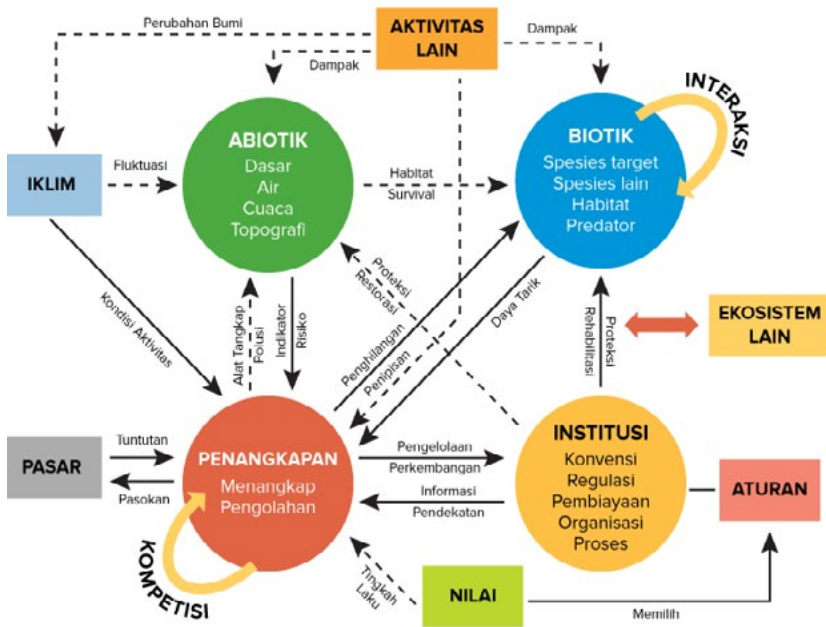 Perubahan Bumi
AKTIVITAS
LAIN
Dampak
Dampak
INTERAKSI
ABIOTIK
Dasar
Air
Cuaca
Topografi
BIOTIK
Spesies target
Spesies lain
Habitat
Predator
IKLIM
Fluktuasi
Habitat
Survival
Kondisi Aktivitas
Alat Tangkap
Polusi
Indikator
Risiko
Proteksi
Restorasi
Penghilangan
Penipisan
Daya Tarik
Proteksi
Rehabilitasi
EKOSISTEM
LAIN
PASAR
Tuntutan
Pasokan
PENANGKAPAN
Menangkap
Pengolahan
KOMPETISI
Pengelolaan
Perkembangan
Informasi
Pendekatan
INSTITUSI
Konvensi
Regulasi
Pembiayaan
Organisasi
Proses
ATURAN
Tingkah
Laku
NILAI
Memilih